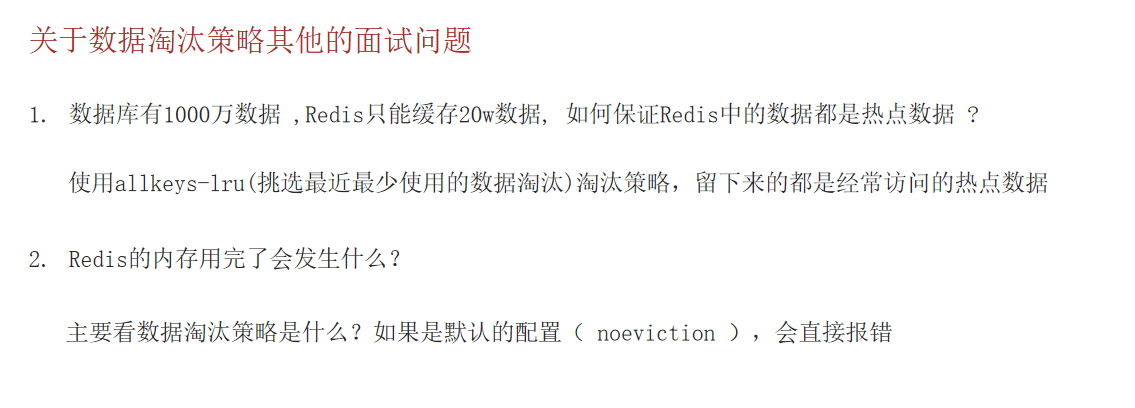 关于数据淘汰策略其他的面试问题
1. 数据库有1000万数据 ,Redis只能缓存20w数据, 如何保证Redis中的数据都是热点数据 ?
使用allkeys-lru(挑选最近最少使用的数据淘汰)淘汰策略，留下来的都是经常访问的热点数据
2. Redis的内存用完了会发生什么？
主要看数据淘汰策略是什么？如果是默认的配置（ noeviction ），会直接报错